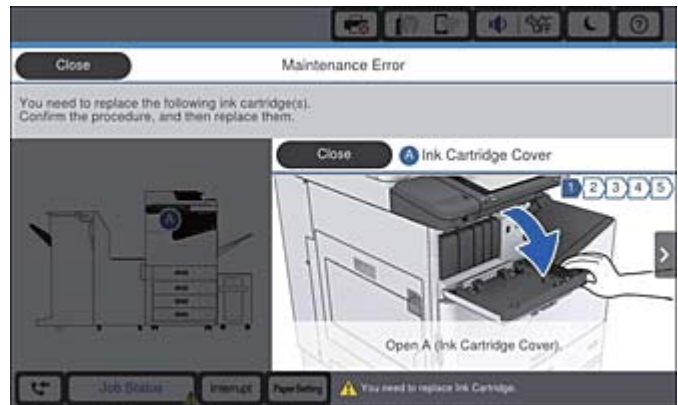 OFF
Close
Maintenance Error
You need to replace the following ink cartridge(s).
Confirm the procedure, and then replace them.
Close
A Ink Cartridge Cover
1 2 3 4 5
A
Open A (Ink Cartridge Cover).
Job Status
Interrupt
Paper Setting
You need to replace Ink Cartridge.